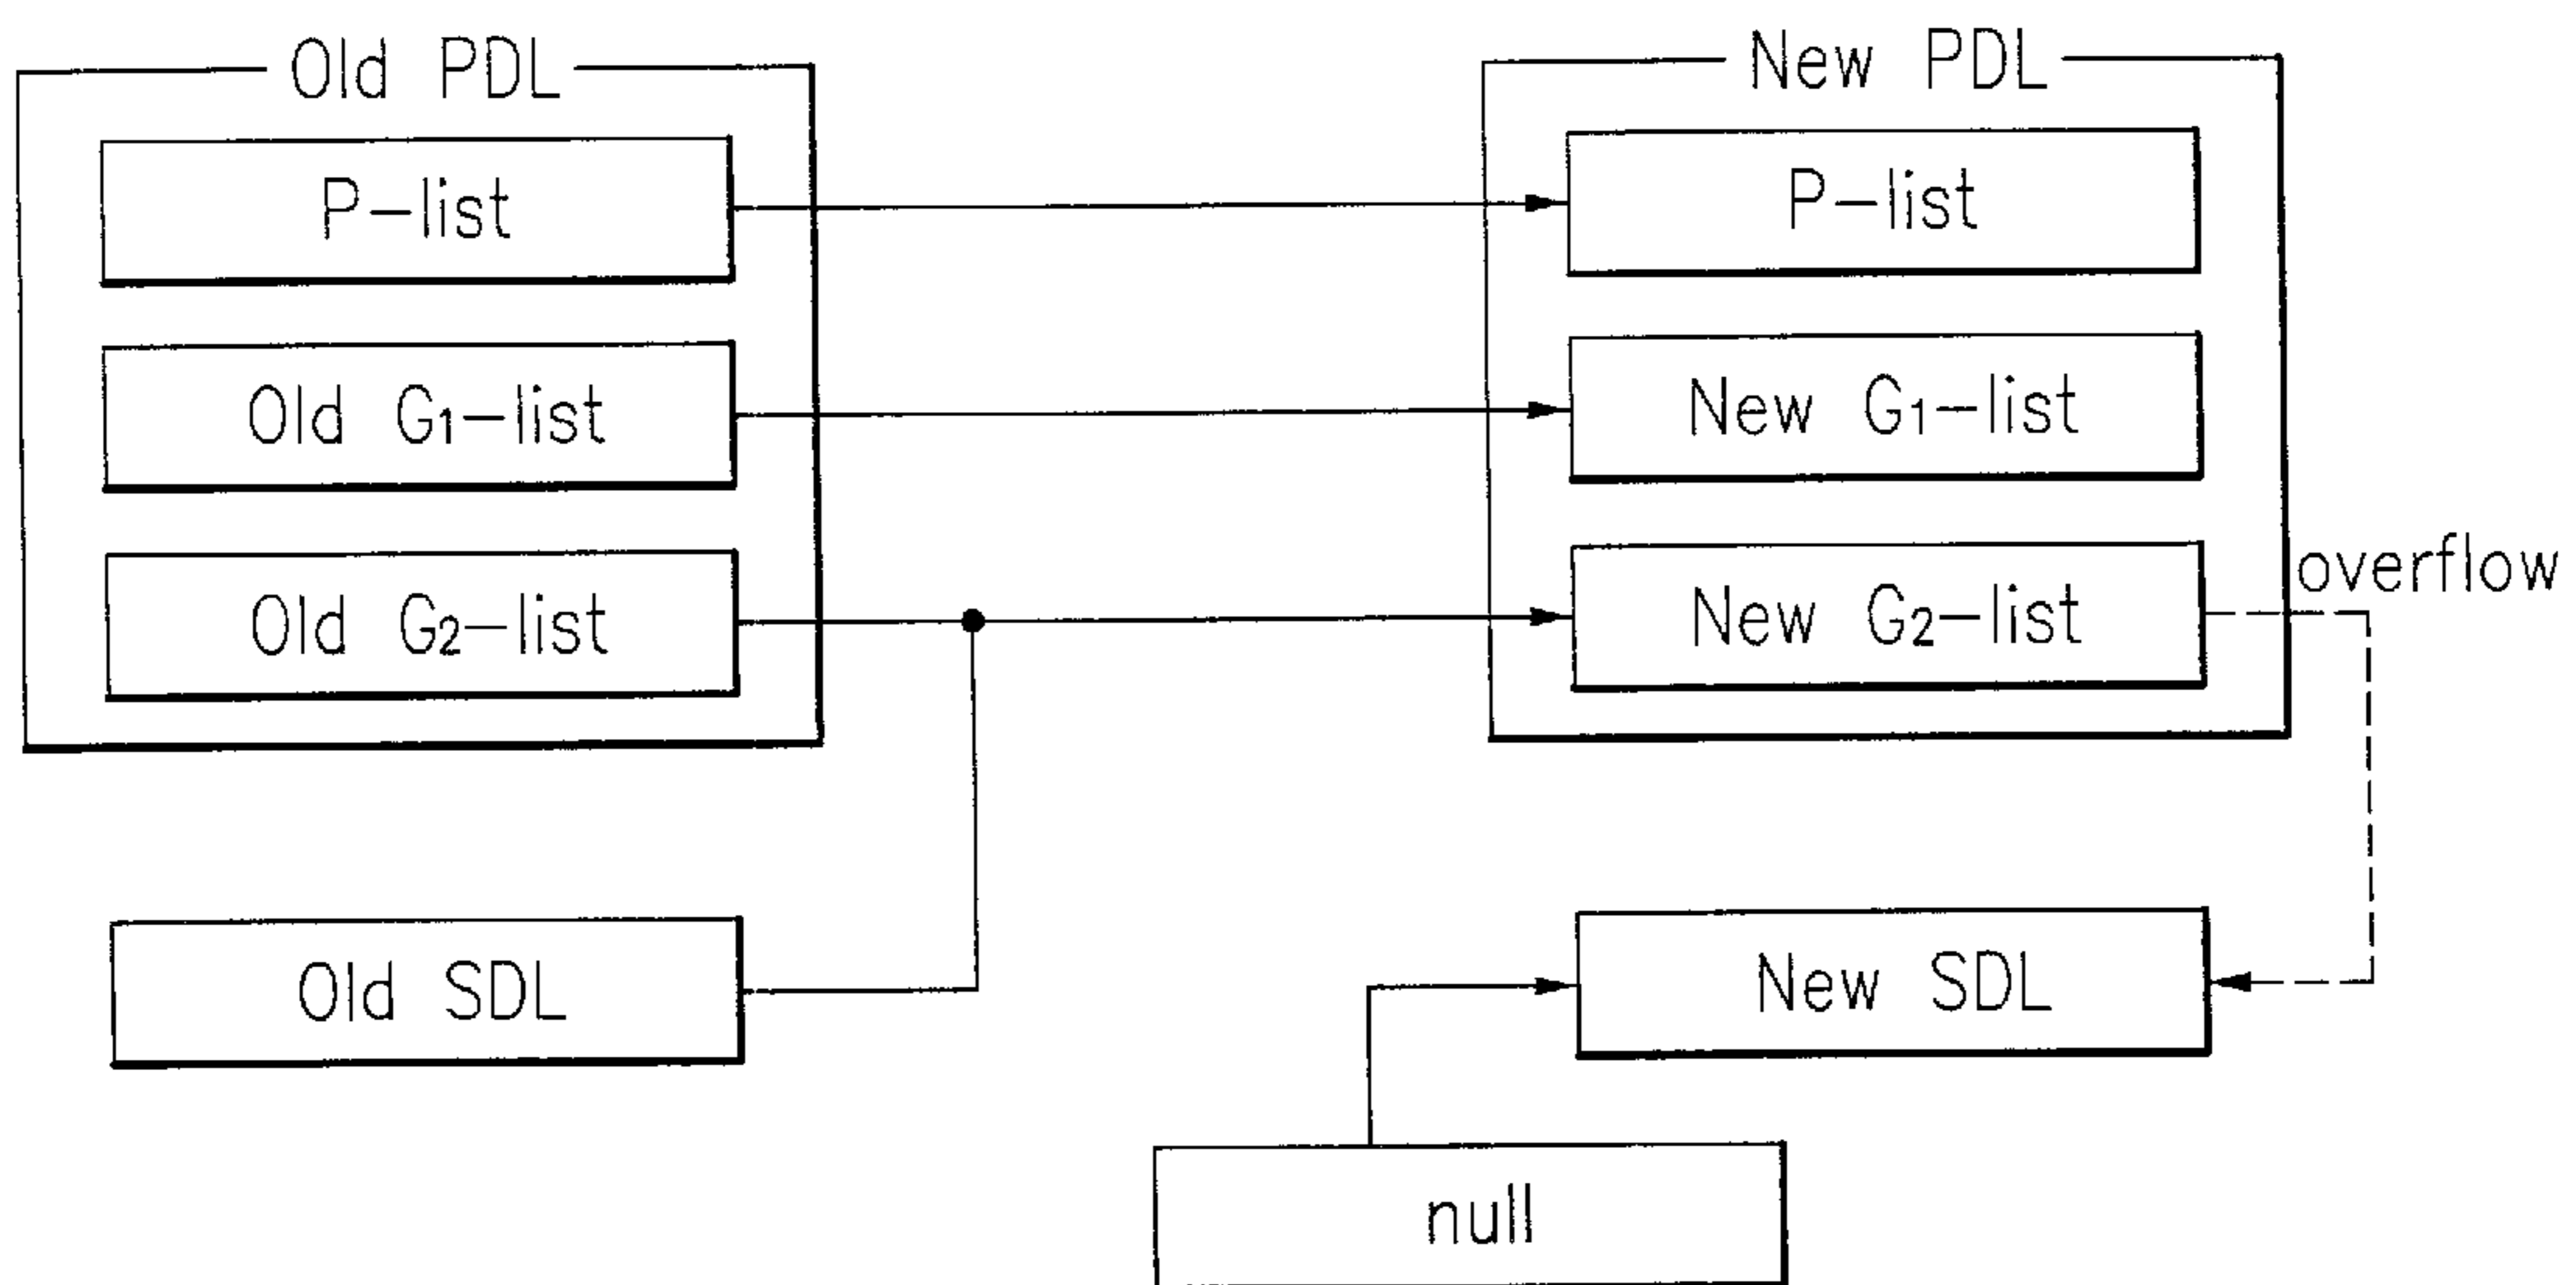 Old PDL
P-list
Old G₁-list
Old G₂-list
Old SDL
New PDL
P-list
New G₁-list
New G₂-list
overflow
New SDL
null